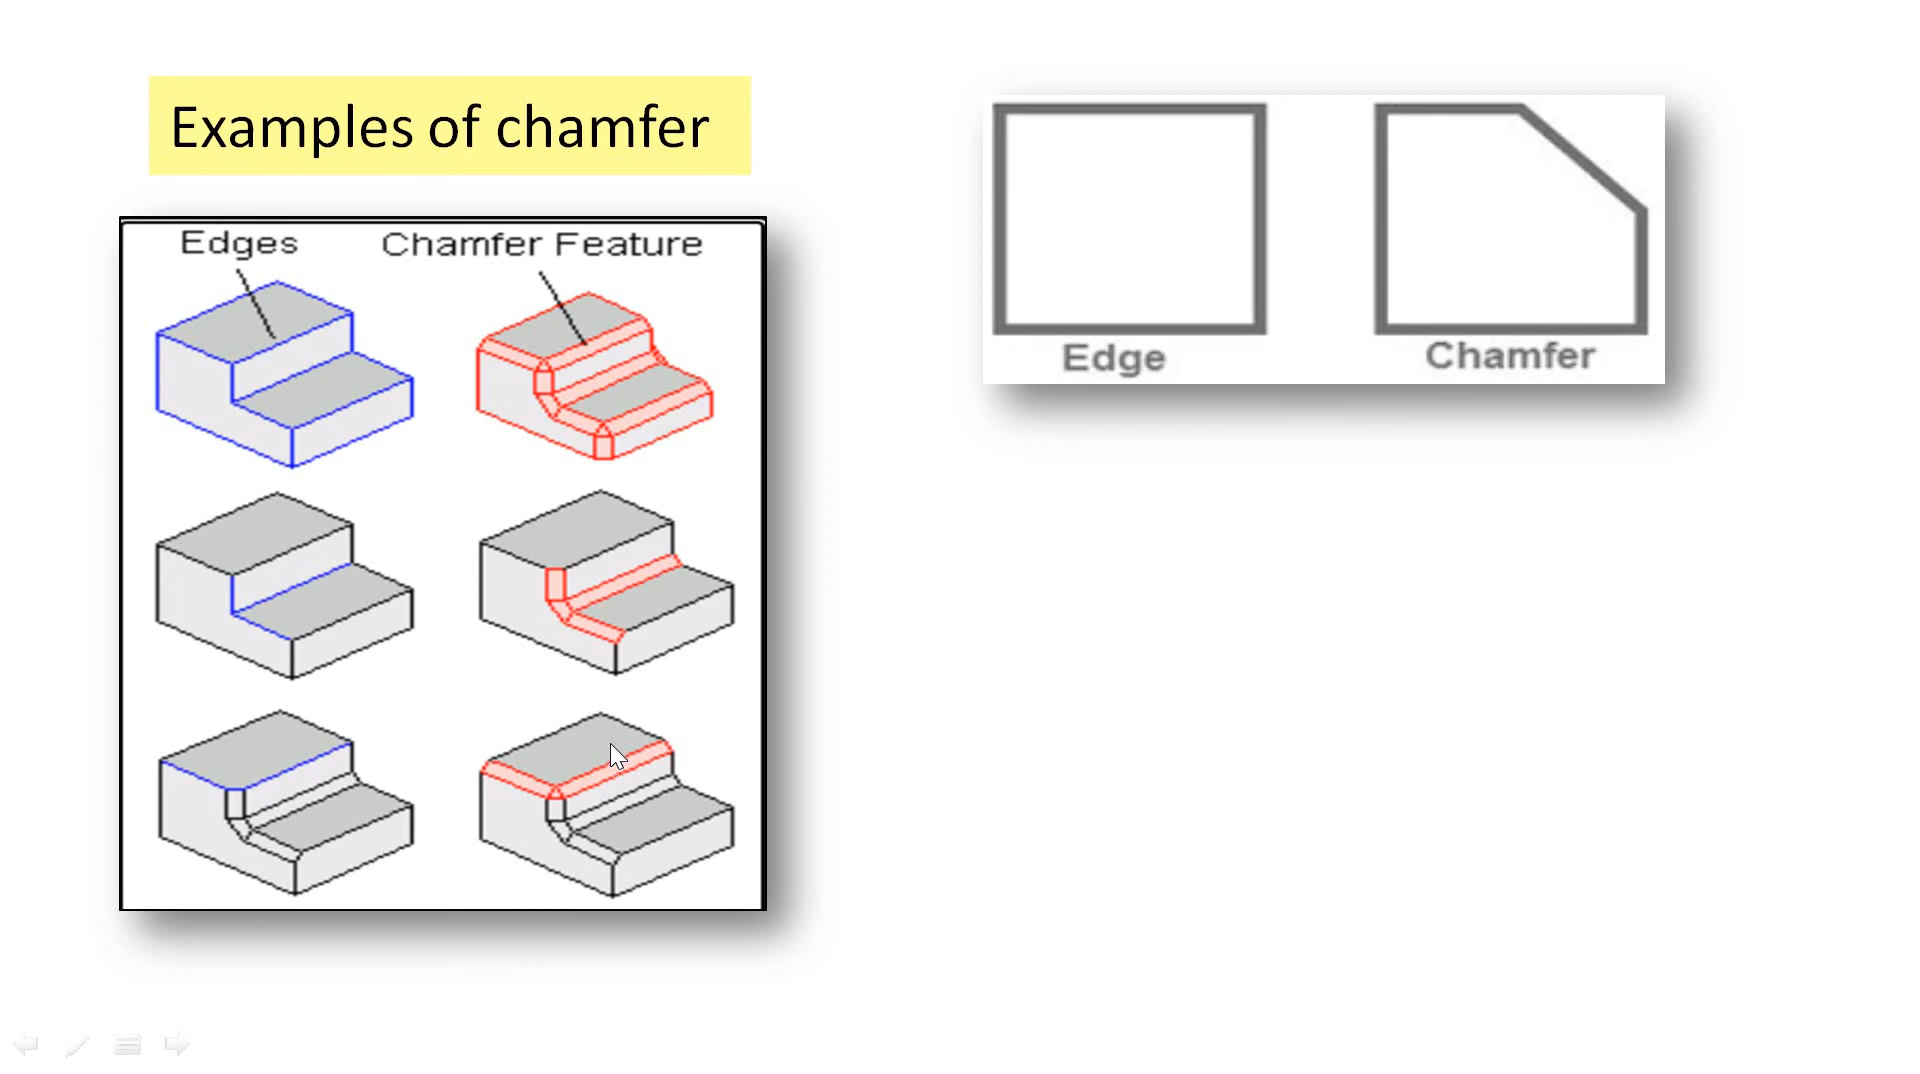 Examples of chamfer
Edges
Chamfer Feature
Edge
Chamfer